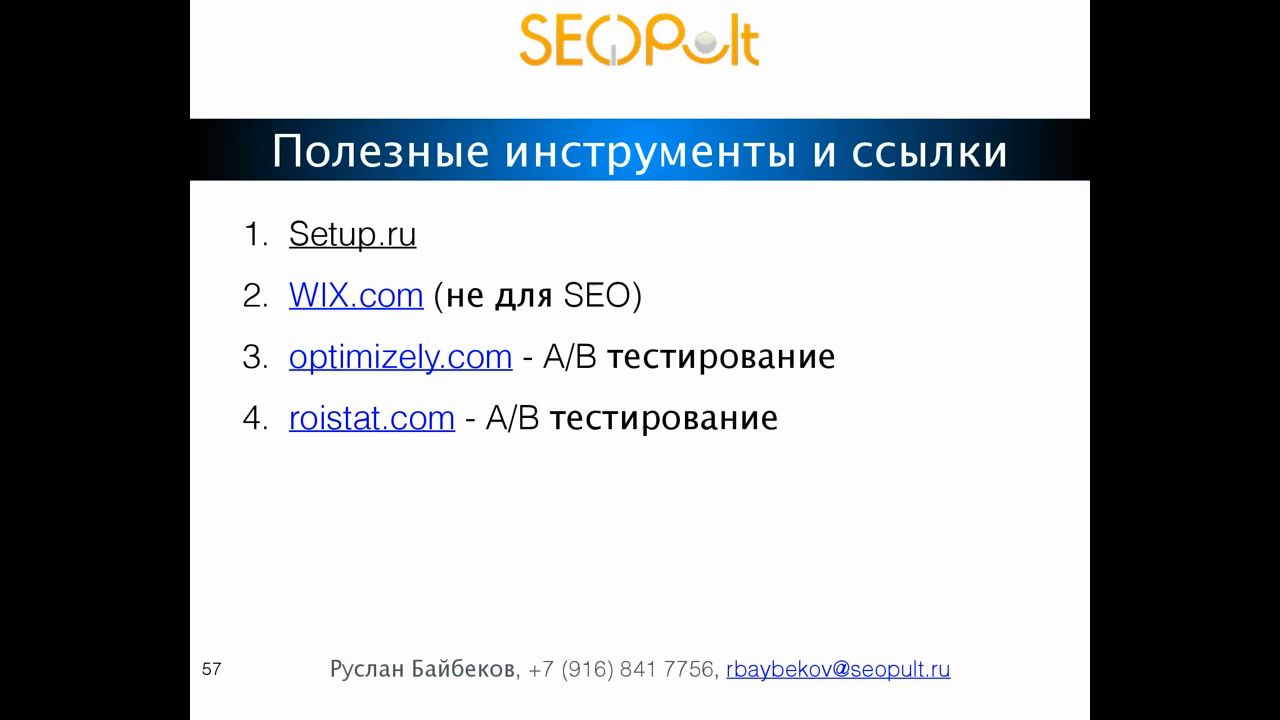 SEOPult
Полезные инструменты и ссылки
1. Setup.ru
2. WIX.com (не для SEO)
3. optimizely.com - A/B тестирование
4. roistat.com - A/B тестирование
57
Руслан Байбеков, +7 (916) 841 7756, rbaybekov@seopult.ru